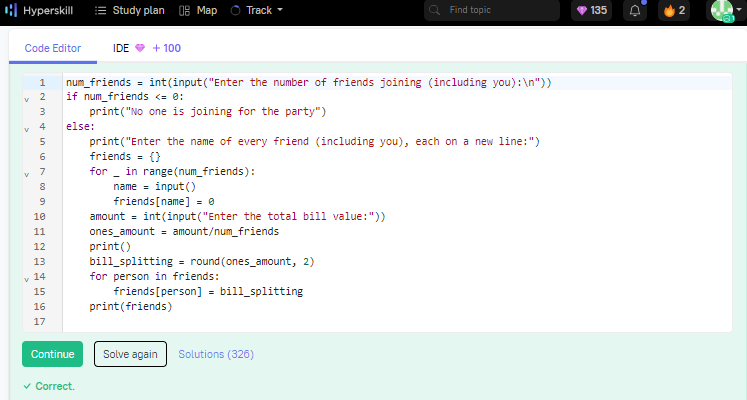 Hyperskill Study plan Map Track Find topic 135 2
Code Editor IDE + 100
1 num_friends = int(input("Enter the number of friends joining (including you):\n"))
2 if num_friends <= 0:
3     print("No one is joining for the party")
4 else:
5     print("Enter the name of every friend (including you), each on a new line:")
6     friends = {}
7     for _ in range(num_friends):
8         name = input()
9         friends[name] = 0
10     amount = int(input("Enter the total bill value:"))
11     ones_amount = amount/num_friends
12     print()
13     bill_splitting = round(ones_amount, 2)
14     for person in friends:
15         friends[person] = bill_splitting
16     print(friends)
17
Continue Solve again Solutions (326)
✓ Correct.